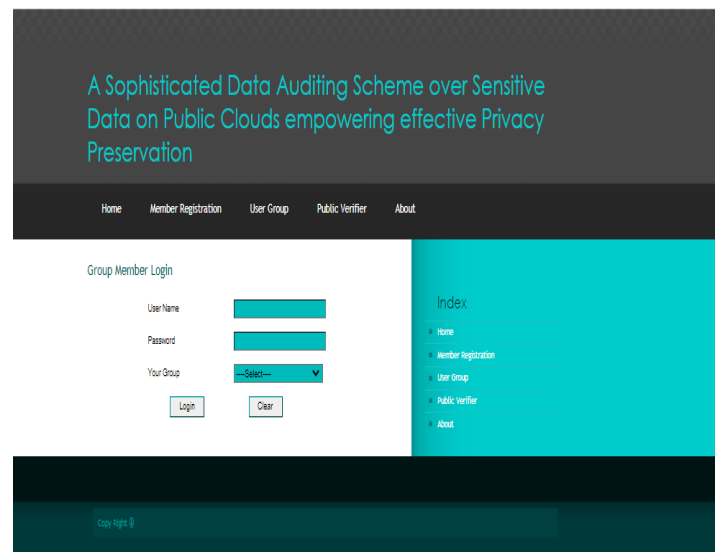 A Sophisticated Data Auditing Scheme over Sensitive
Data on Public Clouds empowering effective Privacy
Preservation
Home Member Registration User Group Public Verifier About
Group Member Login
User Name
Password
Your Group ----Select----
Login Clear
Index
Home
Member Registration
User Group
Public Verifier
About
Copy Right @